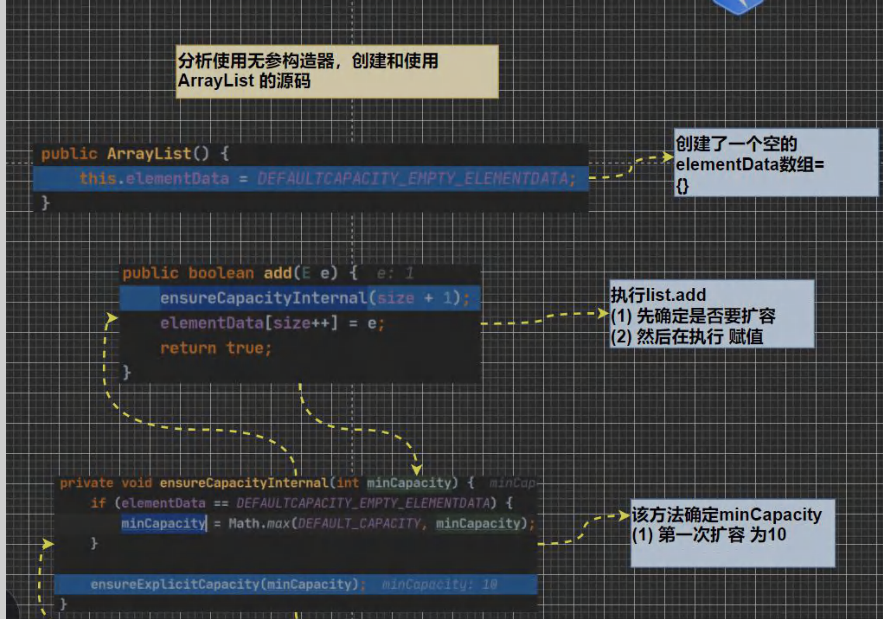 分析使用无参构造器，创建和使用
ArrayList 的源码
public ArrayList() {
this.elementData = DEFAULTCAPACITY_EMPTY_ELEMENTDATA;
}
创建了一个空的
elementData数组=
{}
public boolean add(E e) { e: 1
ensureCapacityInternal(size + 1);
elementData[size++] = e;
return true;
}
执行list.add
(1) 先确定是否要扩容
(2) 然后在执行 赋值
private void ensureCapacityInternal(int minCapacity) { minCap
if (elementData == DEFAULTCAPACITY_EMPTY_ELEMENTDATA) {
minCapacity = Math.max(DEFAULT_CAPACITY, minCapacity);
}
ensureExplicitCapacity(minCapacity); minCapacity: 10
}
该方法确定minCapacity
(1) 第一次扩容 为10